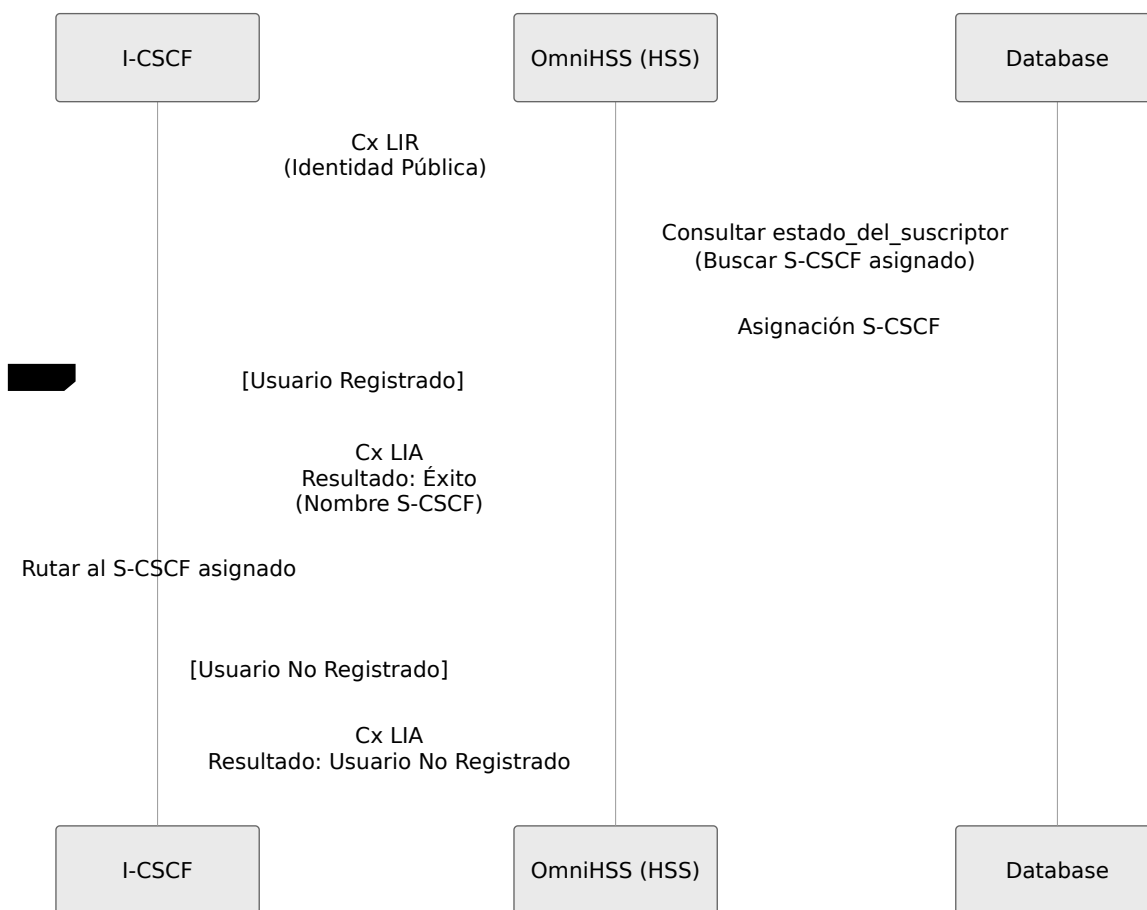 I-CSCF
OmniHSS (HSS)
Database
Cx LIR
(Identidad Pública)
Consultar estado_del_suscriptor
(Buscar S-CSCF asignado)
Asignación S-CSCF
[Usuario Registrado]
Cx LIA
Resultado: Éxito
(Nombre S-CSCF)
Rutar al S-CSCF asignado
[Usuario No Registrado]
Cx LIA
Resultado: Usuario No Registrado
I-CSCF
OmniHSS (HSS)
Database